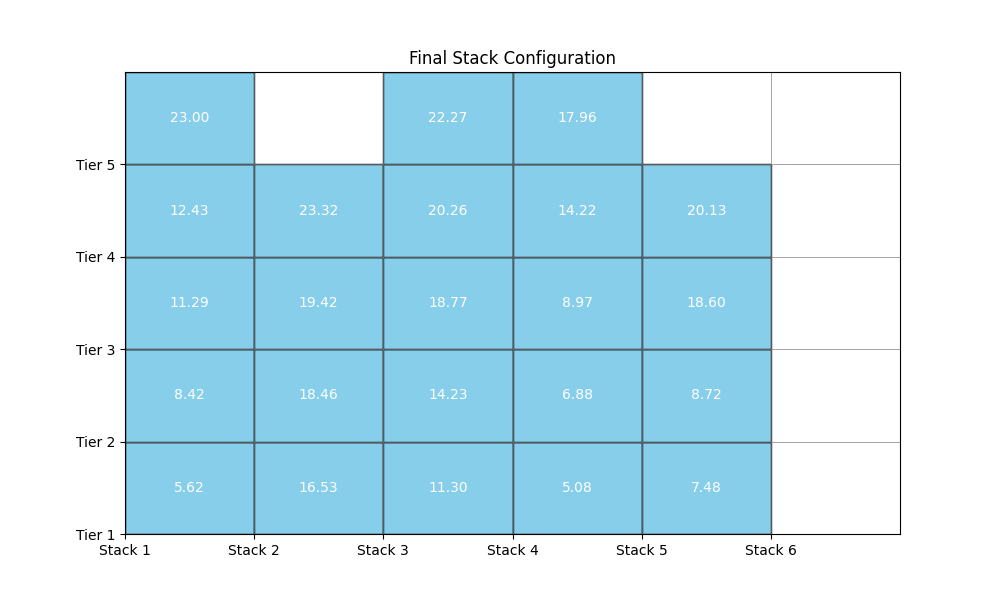 Final Stack Configuration
23.00 22.27 17.96
Tier 5
12.43 23.32 20.26 14.22 20.13
Tier 4
11.29 19.42 18.77 8.97 18.60
Tier 3
8.42 18.46 14.23 6.88 8.72
Tier 2
5.62 16.53 11.30 5.08 7.48
Tier 1
Stack 1 Stack 2 Stack 3 Stack 4 Stack 5 Stack 6